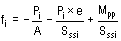 f_i = - P_i / A - (P_i × e) / S_ssi + M_pp / S_ssi